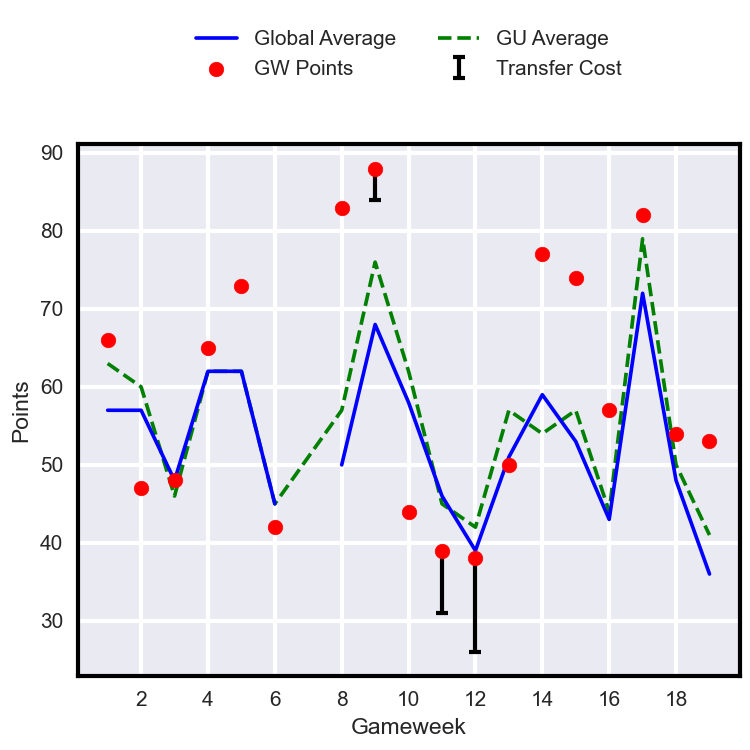 Global Average
GU Average
GW Points
Transfer Cost
90
80
70
60
50
40
30
Points
2 4 6 8 10 12 14 16 18
Gameweek